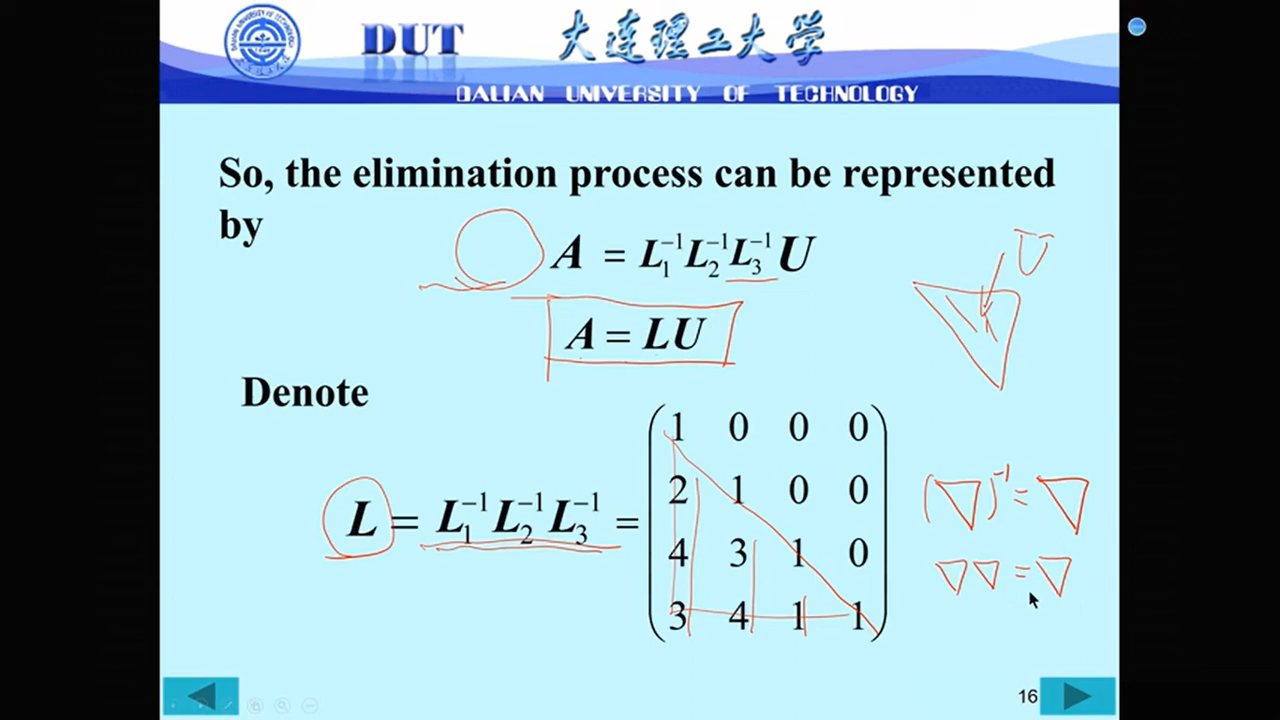 DUT 大连理工大学
DALIAN UNIVERSITY OF TECHNOLOGY
So, the elimination process can be represented
by
A = L₁⁻¹L₂⁻¹L₃⁻¹U
U
A = LU
Denote
L = L₁⁻¹L₂⁻¹L₃⁻¹ =
1 0 0 0
2 1 0 0
4 3 1 0
3 4 1 1
(▽)⁻¹ = ▽
▽▽ = ▽
16